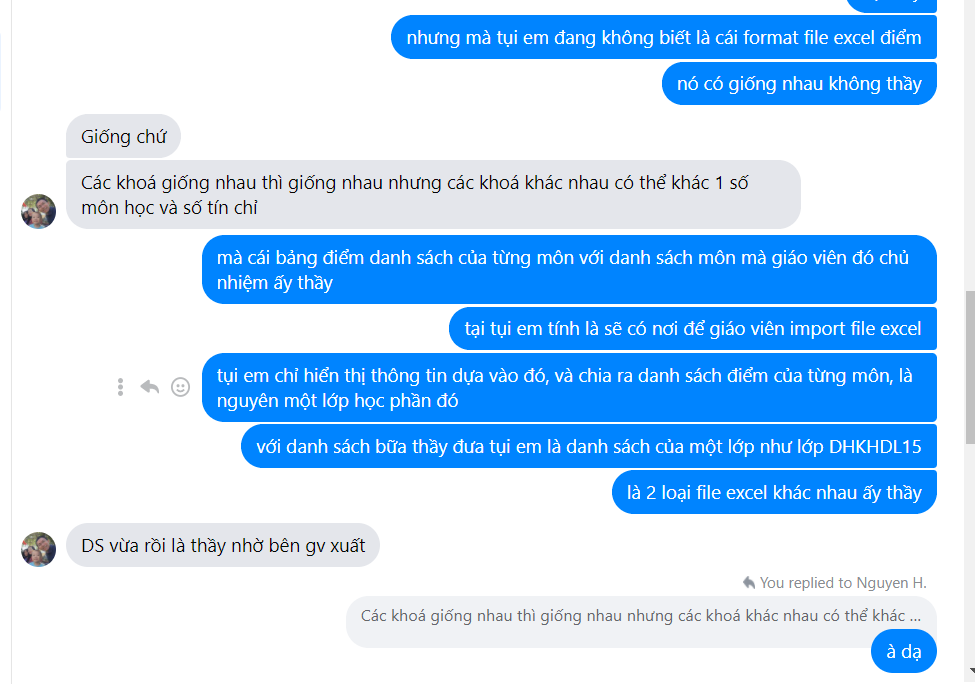 nhưng mà tụi em đang không biết là cái format file excel điểm
nó có giống nhau không thầy
Giống chứ
Các khoá giống nhau thì giống nhau nhưng các khoá khác nhau có thể khác 1 số
môn học và số tín chỉ
mà cái bảng điểm danh sách của từng môn với danh sách môn mà giáo viên đó chủ
nhiệm ấy thầy
tại tụi em tính là sẽ có nơi để giáo viên import file excel
tụi em chỉ hiển thị thông tin dựa vào đó, và chia ra danh sách điểm của từng môn, là
nguyên một lớp học phần đó
với danh sách bữa thầy đưa tụi em là danh sách của một lớp như lớp DHKHDL15
là 2 loại file excel khác nhau ấy thầy
DS vừa rồi là thầy nhờ bên gv xuất
You replied to Nguyen H.
Các khoá giống nhau thì giống nhau nhưng các khoá khác nhau có thể khác ...
à dạ